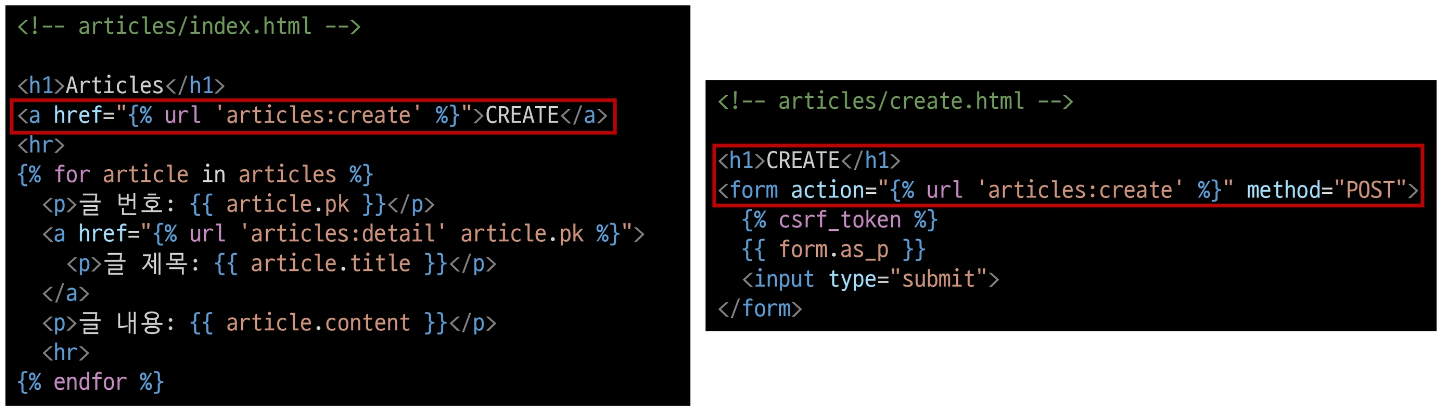 <!-- articles/index.html -->
<h1>Articles</h1>
<a href="{% url 'articles:create' %}">CREATE</a>
<hr>
{% for article in articles %}
<p>글 번호: {{ article.pk }}</p>
<a href="{% url 'articles:detail' article.pk %}">
<p>글 제목: {{ article.title }}</p>
</a>
<p>글 내용: {{ article.content }}</p>
<hr>
{% endfor %}
<!-- articles/create.html -->
<h1>CREATE</h1>
<form action="{% url 'articles:create' %}" method="POST">
{% csrf_token %}
{{ form.as_p }}
<input type="submit">
</form>